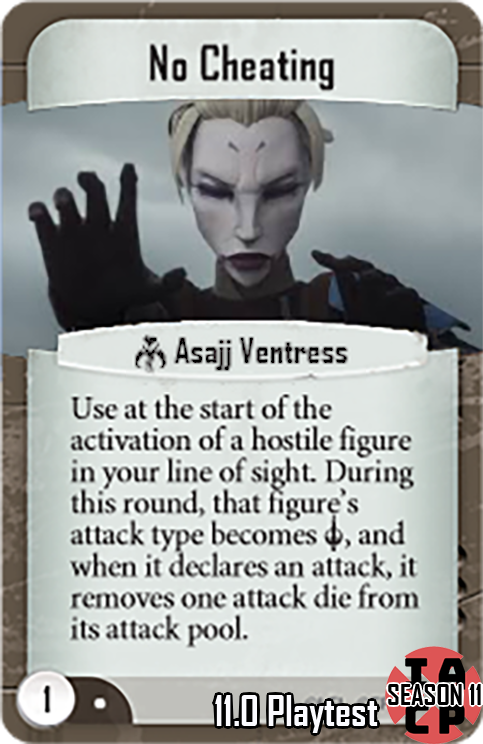 No Cheating
Asajj Ventress
Use at the start of the
activation of a hostile figure
in your line of sight. During
this round, that figure's
attack type becomes , and
when it declares an attack, it
removes one attack die from
its attack pool.
1
11.0 Playtest
IA
SEASON 11
CP